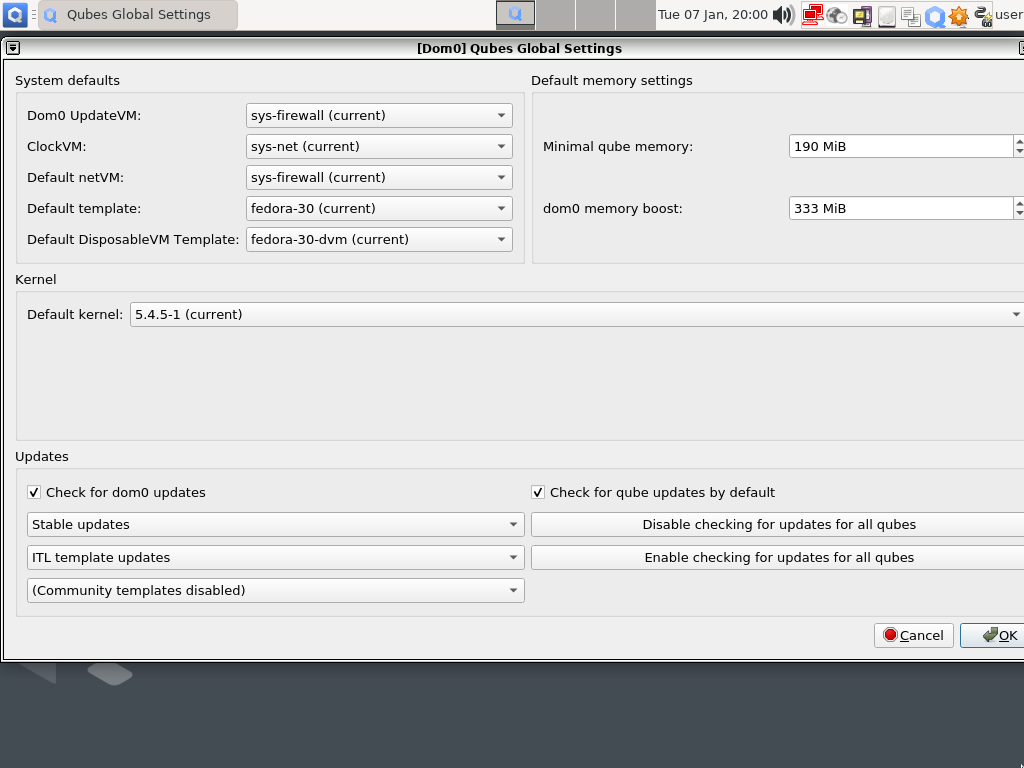 Qubes Global Settings
Tue 07 Jan, 20:00
user
[Dom0] Qubes Global Settings
System defaults
Dom0 UpdateVM: sys-firewall (current)
ClockVM: sys-net (current)
Default netVM: sys-firewall (current)
Default template: fedora-30 (current)
Default DisposableVM Template: fedora-30-dvm (current)
Default memory settings
Minimal qube memory: 190 MiB
dom0 memory boost: 333 MiB
Kernel
Default kernel: 5.4.5-1 (current)
Updates
Check for dom0 updates
Stable updates
ITL template updates
(Community templates disabled)
Check for qube updates by default
Disable checking for updates for all qubes
Enable checking for updates for all qubes
Cancel
OK